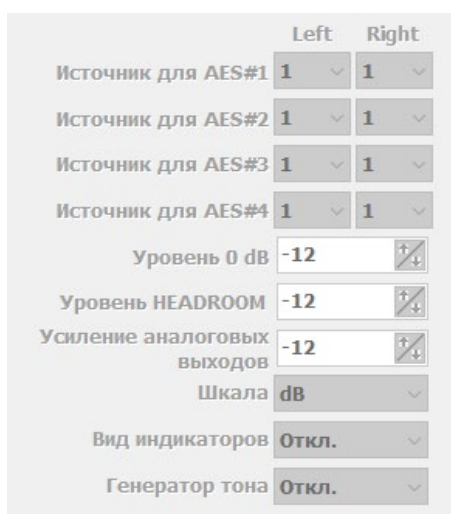 Left Right
Источник для AES#1 1 1
Источник для AES#2 1 1
Источник для AES#3 1 1
Источник для AES#4 1 1
Уровень 0 dB -12
Уровень HEADROOM -12
Усиление аналоговых
выходов -12
Шкала dB
Вид индикаторов Откл.
Генератор тона Откл.